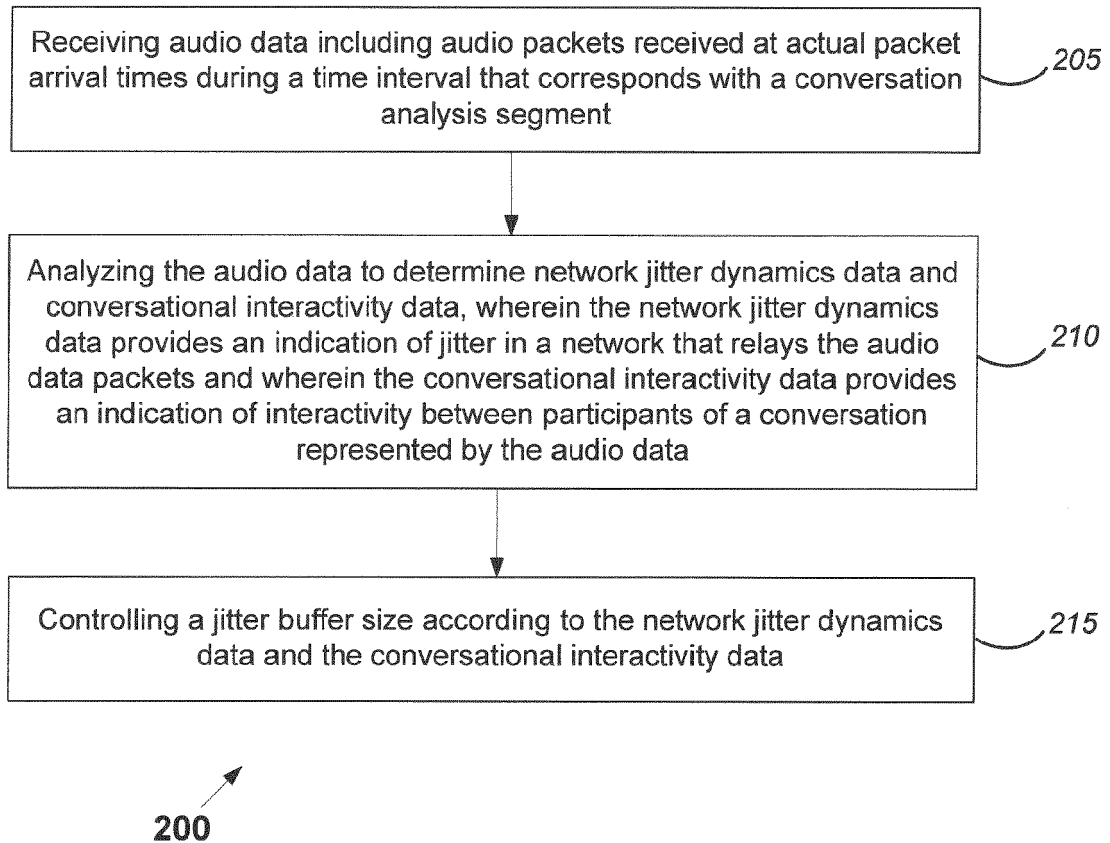 Receiving audio data including audio packets received at actual packet
arrival times during a time interval that corresponds with a conversation
analysis segment
205
Analyzing the audio data to determine network jitter dynamics data and
conversational interactivity data, wherein the network jitter dynamics
data provides an indication of jitter in a network that relays the audio
data packets and wherein the conversational interactivity data provides
an indication of interactivity between participants of a conversation
represented by the audio data
210
Controlling a jitter buffer size according to the network jitter dynamics
data and the conversational interactivity data
215
200